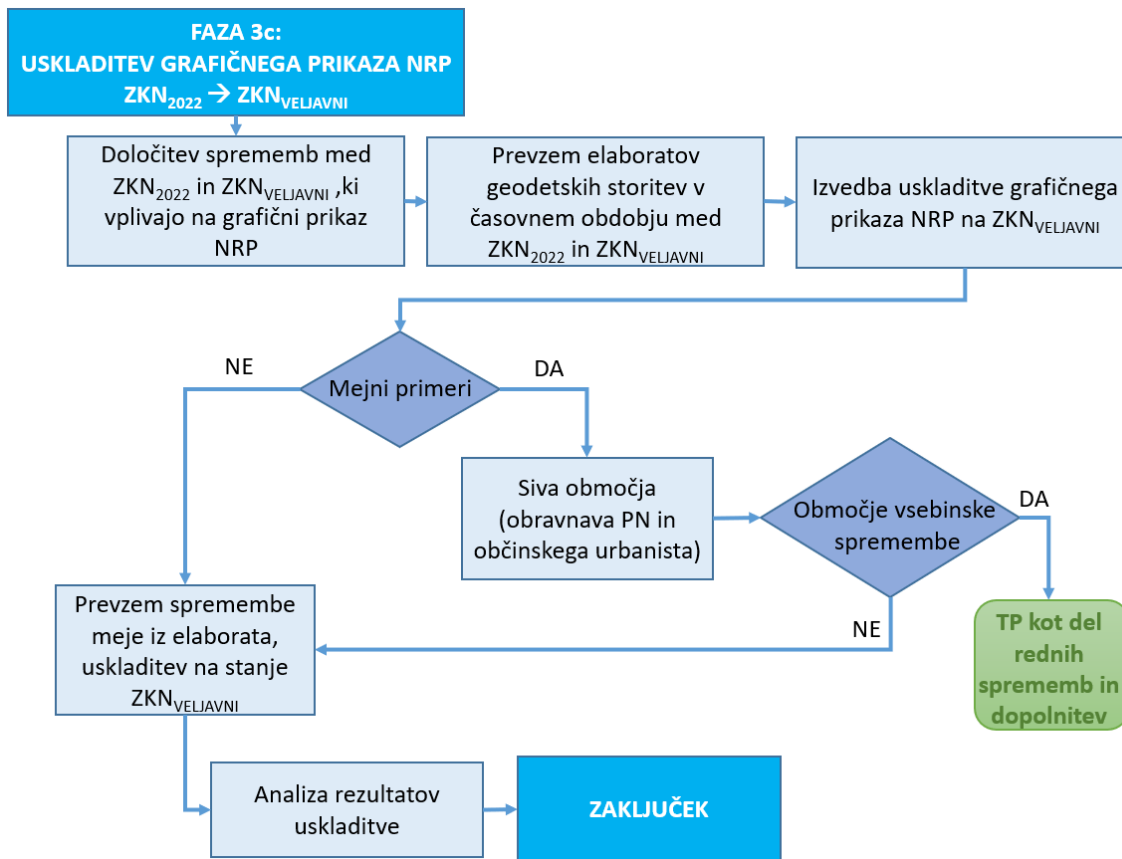 FAZA 3c:
USKLADITEV GRAFIČNEGA PRIKAZA NRP
ZKN2022 → ZKNVELJAVNI
Določitev sprememb med
ZKN2022 in ZKNVELJAVNI ,ki
vplivajo na grafični prikaz
NRP
Prevzem elaboratov
geodetskih storitev v
časovnem obdobju med
ZKN2022 in ZKNVELJAVNI
Izvedba uskladitve grafičnega
prikaza NRP na ZKNVELJAVNI
NE
Mejni primeri
DA
Siva območja
(obravnava PN in
občinskega urbanista)
Območje vsebinske
spremembe
DA
NE
Prevzem spremembe
meje iz elaborata,
uskladitev na stanje
ZKNVELJAVNI
TP kot del
rednih
sprememb in
dopolnitev
Analiza rezultatov
uskladitve
ZAKLJUČEK